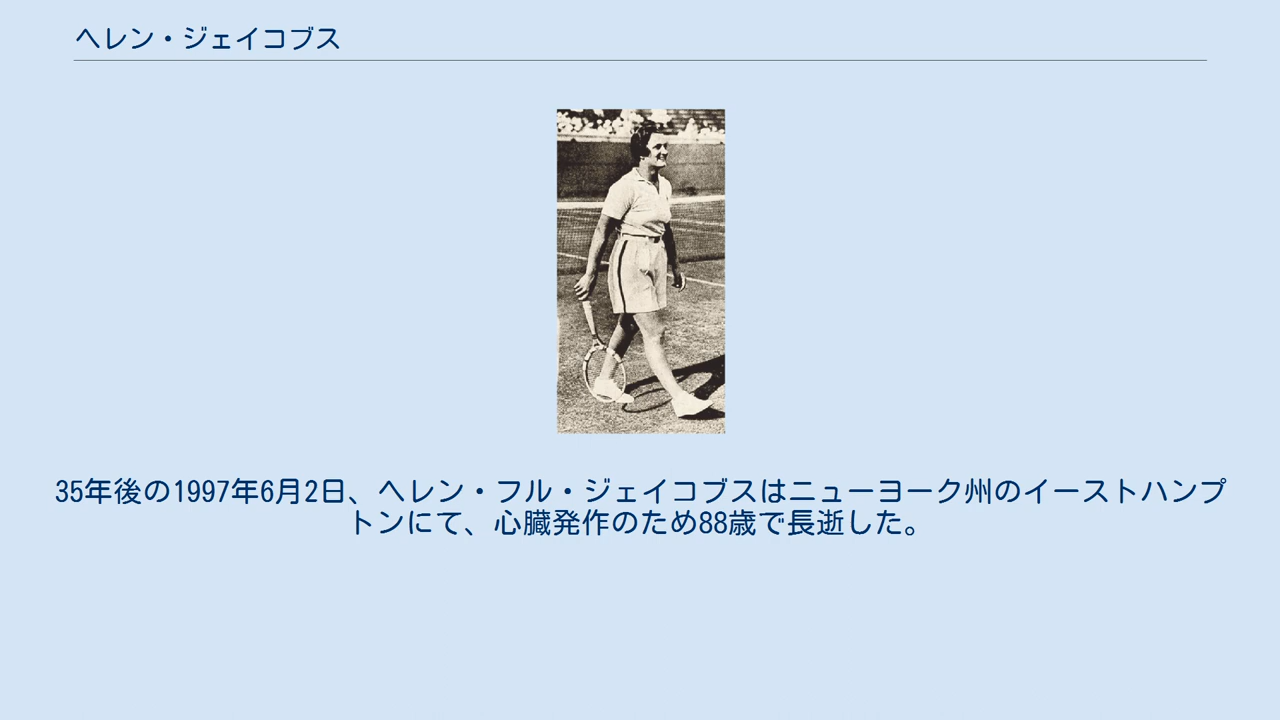 ヘレン・ジェイコブス
35年後の1997年6月2日、ヘレン・フル・ジェイコブスはニューヨーク州のイーストハンプ
トンにて、心臓発作のため88歳で長逝した。